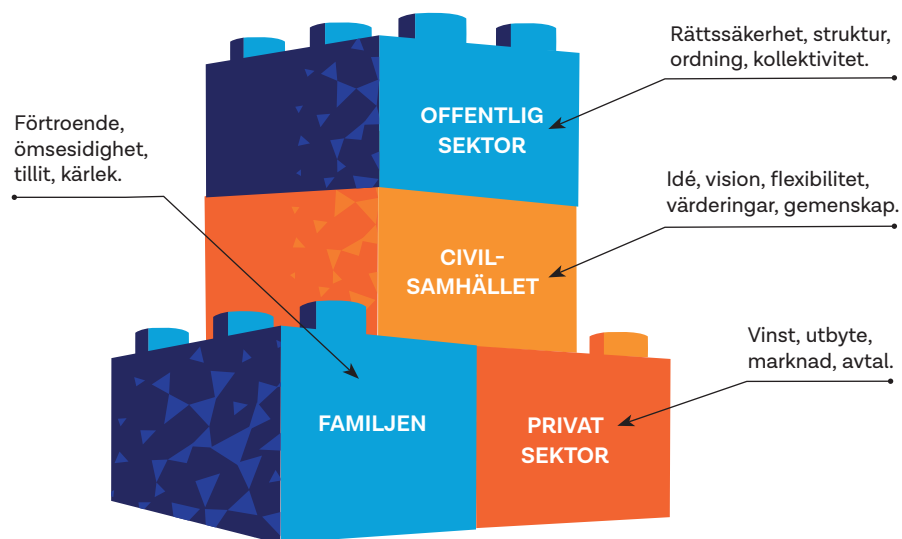 Rättssäkerhet, struktur,
ordning, kollektivitet.
OFFENTLIG
SEKTOR
Förtroende,
ömsesidighet,
tillit, kärlek.
Idé, vision, flexibilitet,
värderingar, gemenskap.
CIVIL-
SAMHÄLLET
Vinst, utbyte,
marknad, avtal.
FAMILJEN
PRIVAT
SEKTOR